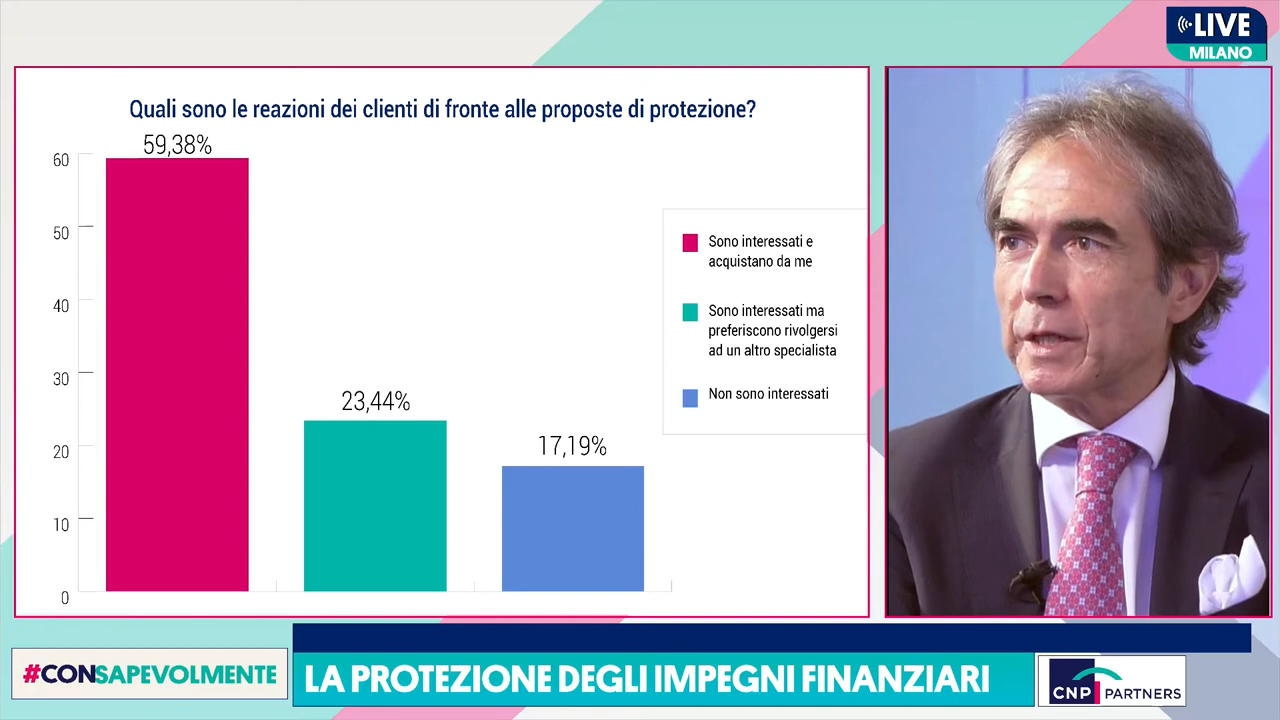 LIVE
MILANO
Quali sono le reazioni dei clienti di fronte alle proposte di protezione?
59,38%
60
50
40
30
20
10
0
23,44%
17,19%
Sono interessati e
acquistano da me
Sono interessati ma
preferiscono rivolgersi
ad un altro specialista
Non sono interessati
#CONSAPEVOLMENTE
LA PROTEZIONE DEGLI IMPEGNI FINANZIARI
CNP PARTNERS